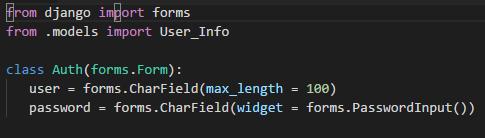 from django import forms
from .models import User_Info
class Auth(forms.Form):
user = forms.CharField(max_length = 100)
password = forms.CharField(widget = forms.PasswordInput())